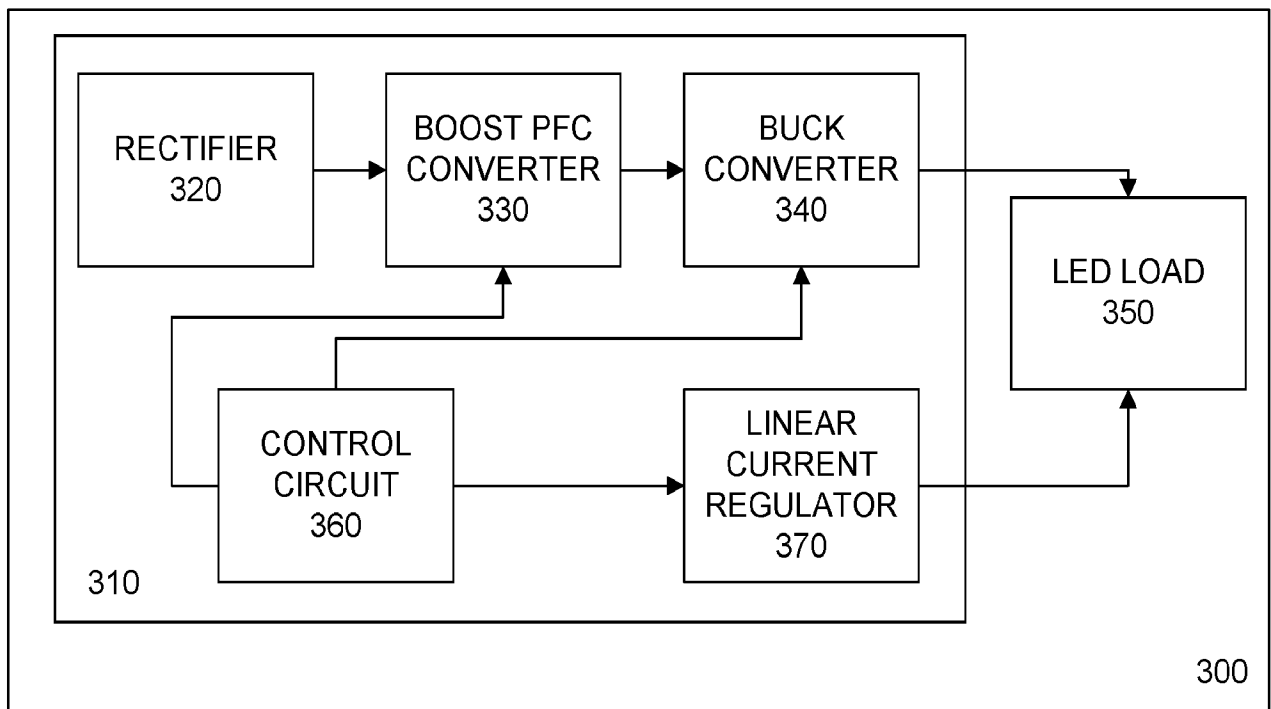 RECTIFIER
320
BOOST PFC
CONVERTER
330
BUCK
CONVERTER
340
LED LOAD
350
CONTROL
CIRCUIT
360
LINEAR
CURRENT
REGULATOR
370
310
300